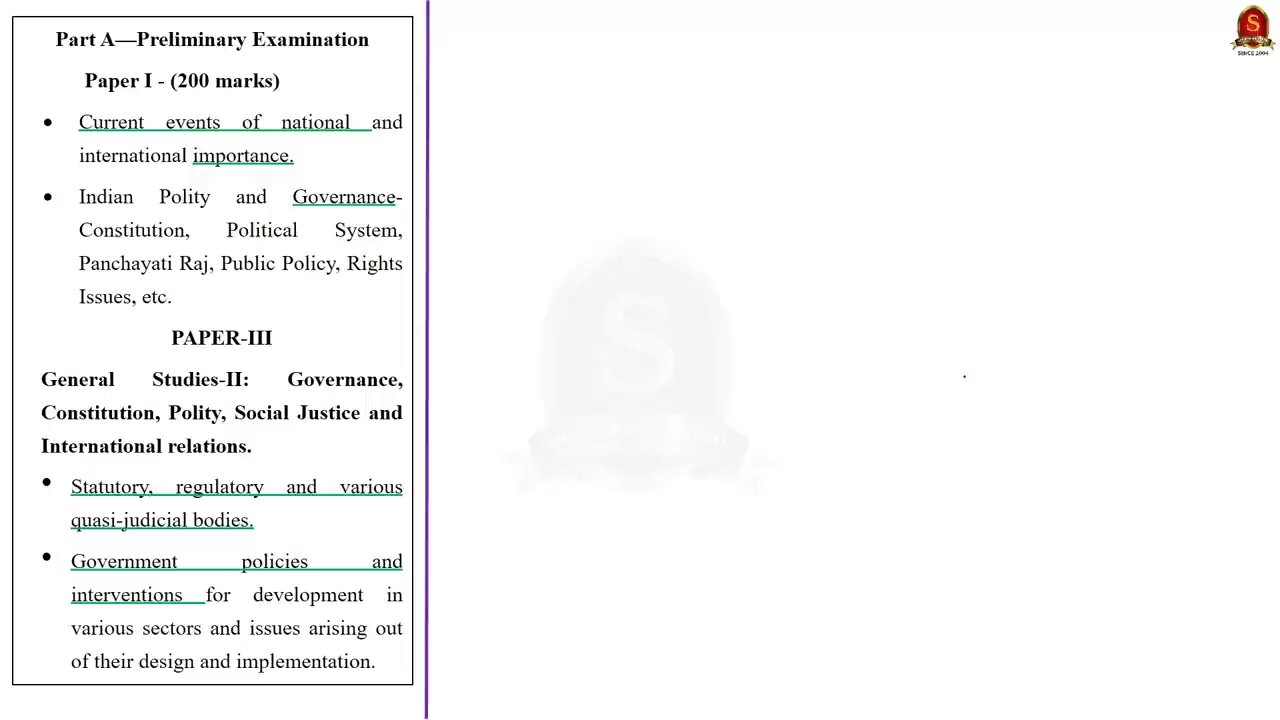 Part A—Preliminary Examination
Paper I - (200 marks)
• Current events of national and
international importance.
• Indian Polity and Governance-
Constitution, Political System,
Panchayati Raj, Public Policy, Rights
Issues, etc.
PAPER-III
General Studies-II: Governance,
Constitution, Polity, Social Justice and
International relations.
• Statutory, regulatory and various
quasi-judicial bodies.
• Government policies and
interventions for development in
various sectors and issues arising out
of their design and implementation.
S
SINCE 2004
S